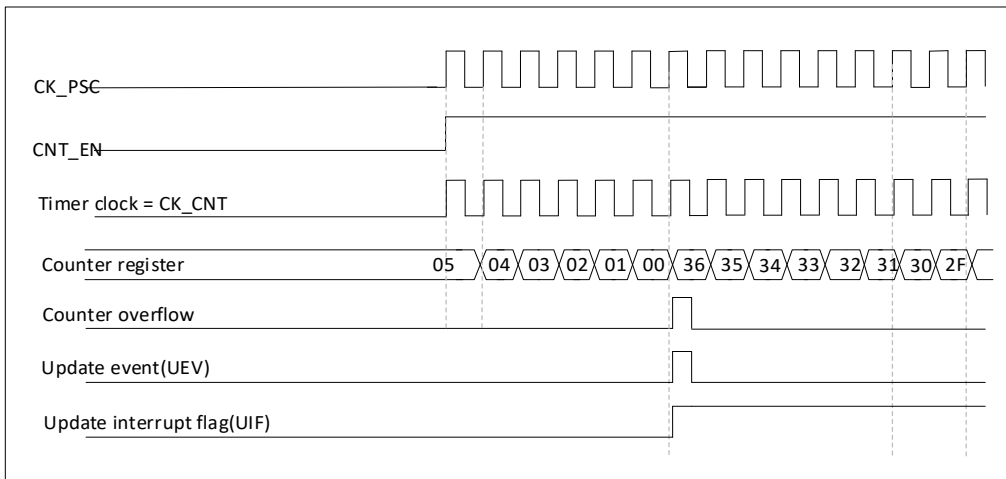 CK_PSC
CNT_EN
Timer clock = CK_CNT
Counter register 05 04 03 02 01 00 36 35 34 33 32 31 30 2F
Counter overflow
Update event(UEV)
Update interrupt flag(UIF)